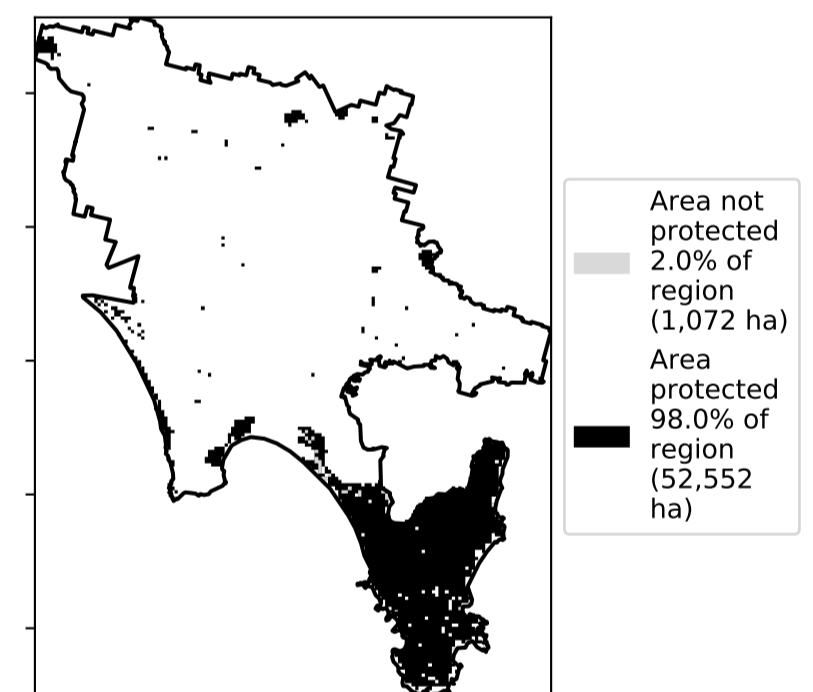 Area not
protected
2.0% of
region
(1,072 ha)
Area
protected
98.0% of
region
(52,552
ha)